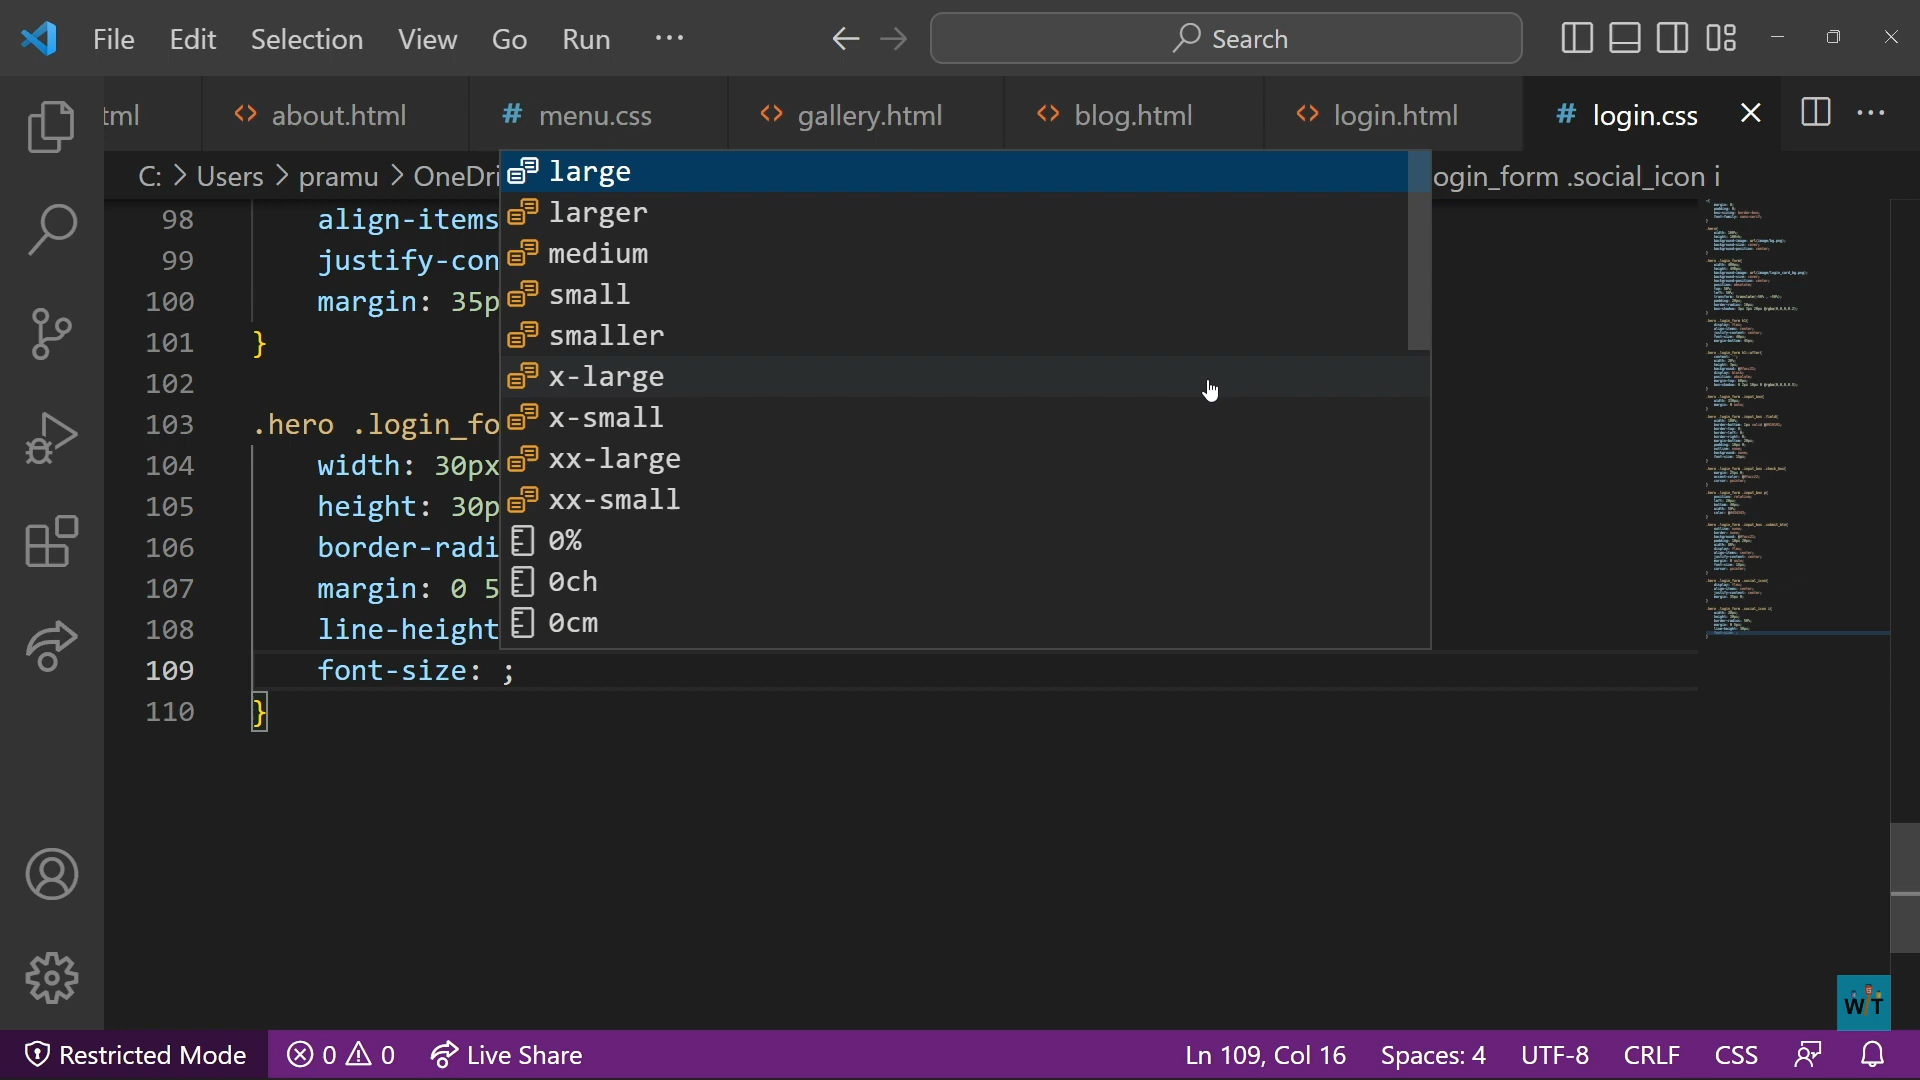 File Edit Selection View Go Run ··· Search
tml about.html menu.css gallery.html blog.html login.html login.css
C: > Users > pramu > OneDri ogin_form .social_icon i
large
larger
medium
small
smaller
x-large
x-small
xx-large
xx-small
0%
0ch
0cm
98 align-items
99 justify-con
100 margin: 35p
101 }
102
103 .hero .login_fo
104 width: 30px
105 height: 30p
106 border-radi
107 margin: 0 5
108 line-height
109 font-size: ;
110 }
WIT
Restricted Mode 0 0 Live Share Ln 109, Col 16 Spaces: 4 UTF-8 CRLF CSS